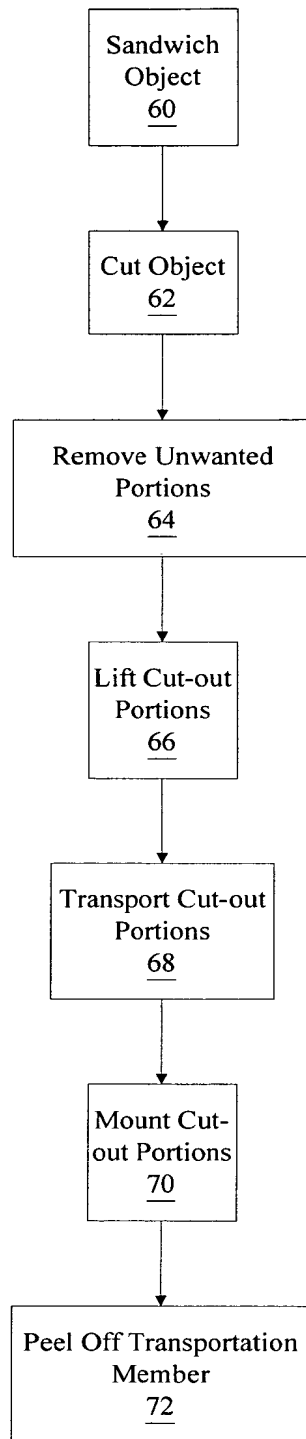 Sandwich
Object
60
Cut Object
62
Remove Unwanted
Portions
64
Lift Cut-out
Portions
66
Transport Cut-out
Portions
68
Mount Cut-
out Portions
70
Peel Off Transportation
Member
72